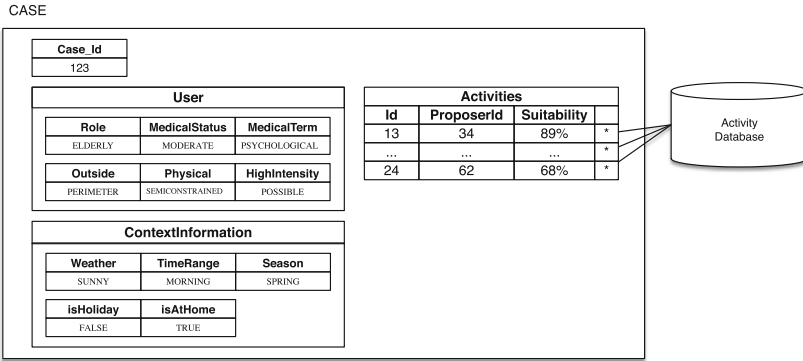 CASE
Case_Id
123
User
Role MedicalStatus MedicalTerm
ELDERLY MODERATE PSYCHOLOGICAL
Outside Physical HighIntensity
PERIMETER SEMICONSTRAINED POSSIBLE
ContextInformation
Weather TimeRange Season
SUNNY MORNING SPRING
isHoliday isAtHome
FALSE TRUE
Activities
Id ProposerId Suitability
13 34 89% *
... ... ... *
24 62 68% *
Activity
Database